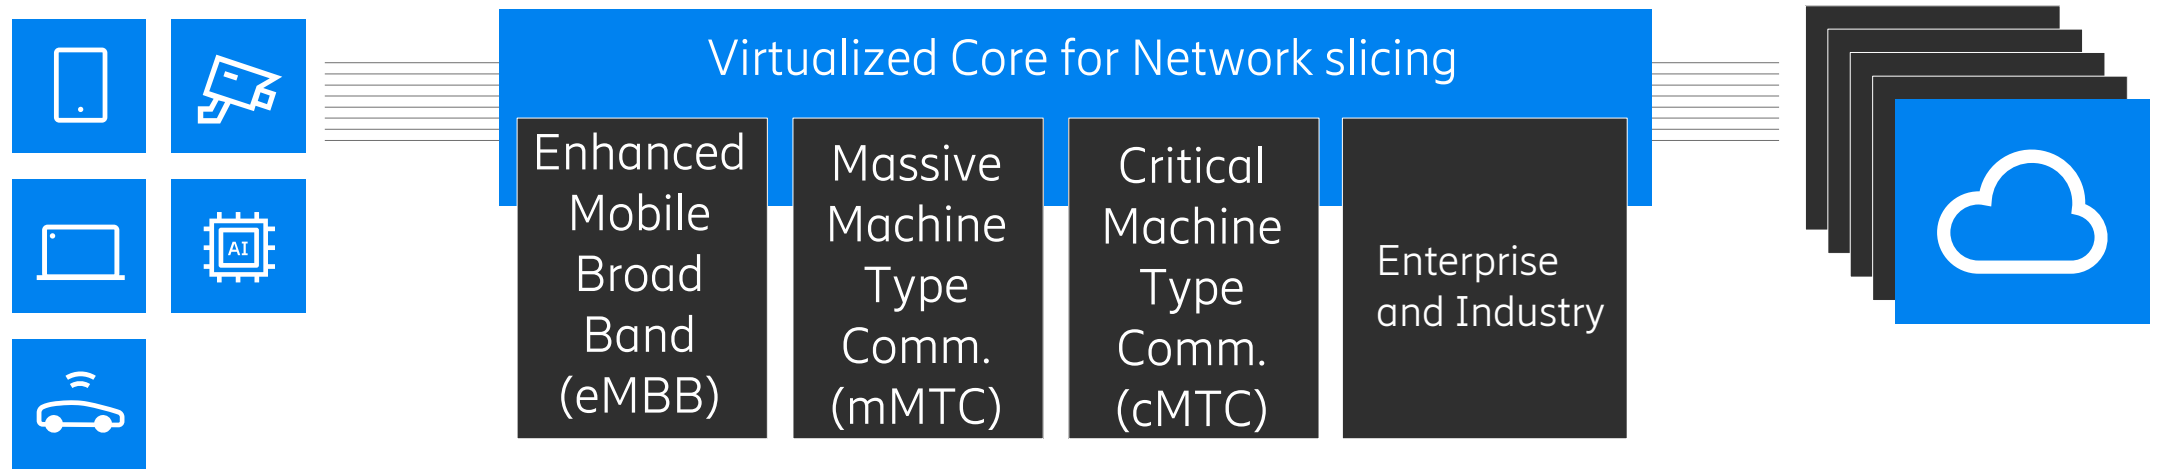 Virtualized Core for Network slicing
Enhanced
Mobile
Broad
Band
(eMBB)
Massive
Machine
Type
Comm.
(mMTC)
Critical
Machine
Type
Comm.
(cMTC)
Enterprise
and Industry
AI